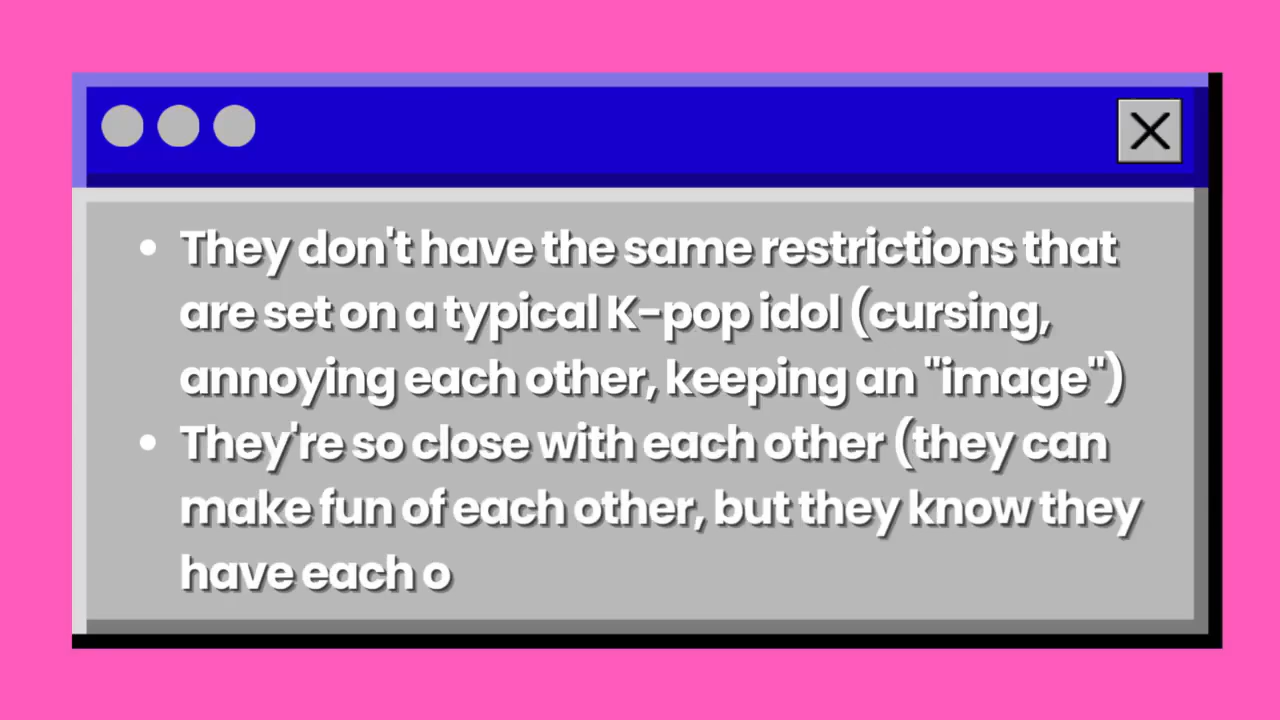 • They don't have the same restrictions that
are set on a typical K-pop idol (cursing,
annoying each other, keeping an "image")
• They're so close with each other (they can
make fun of each other, but they know they
have each o